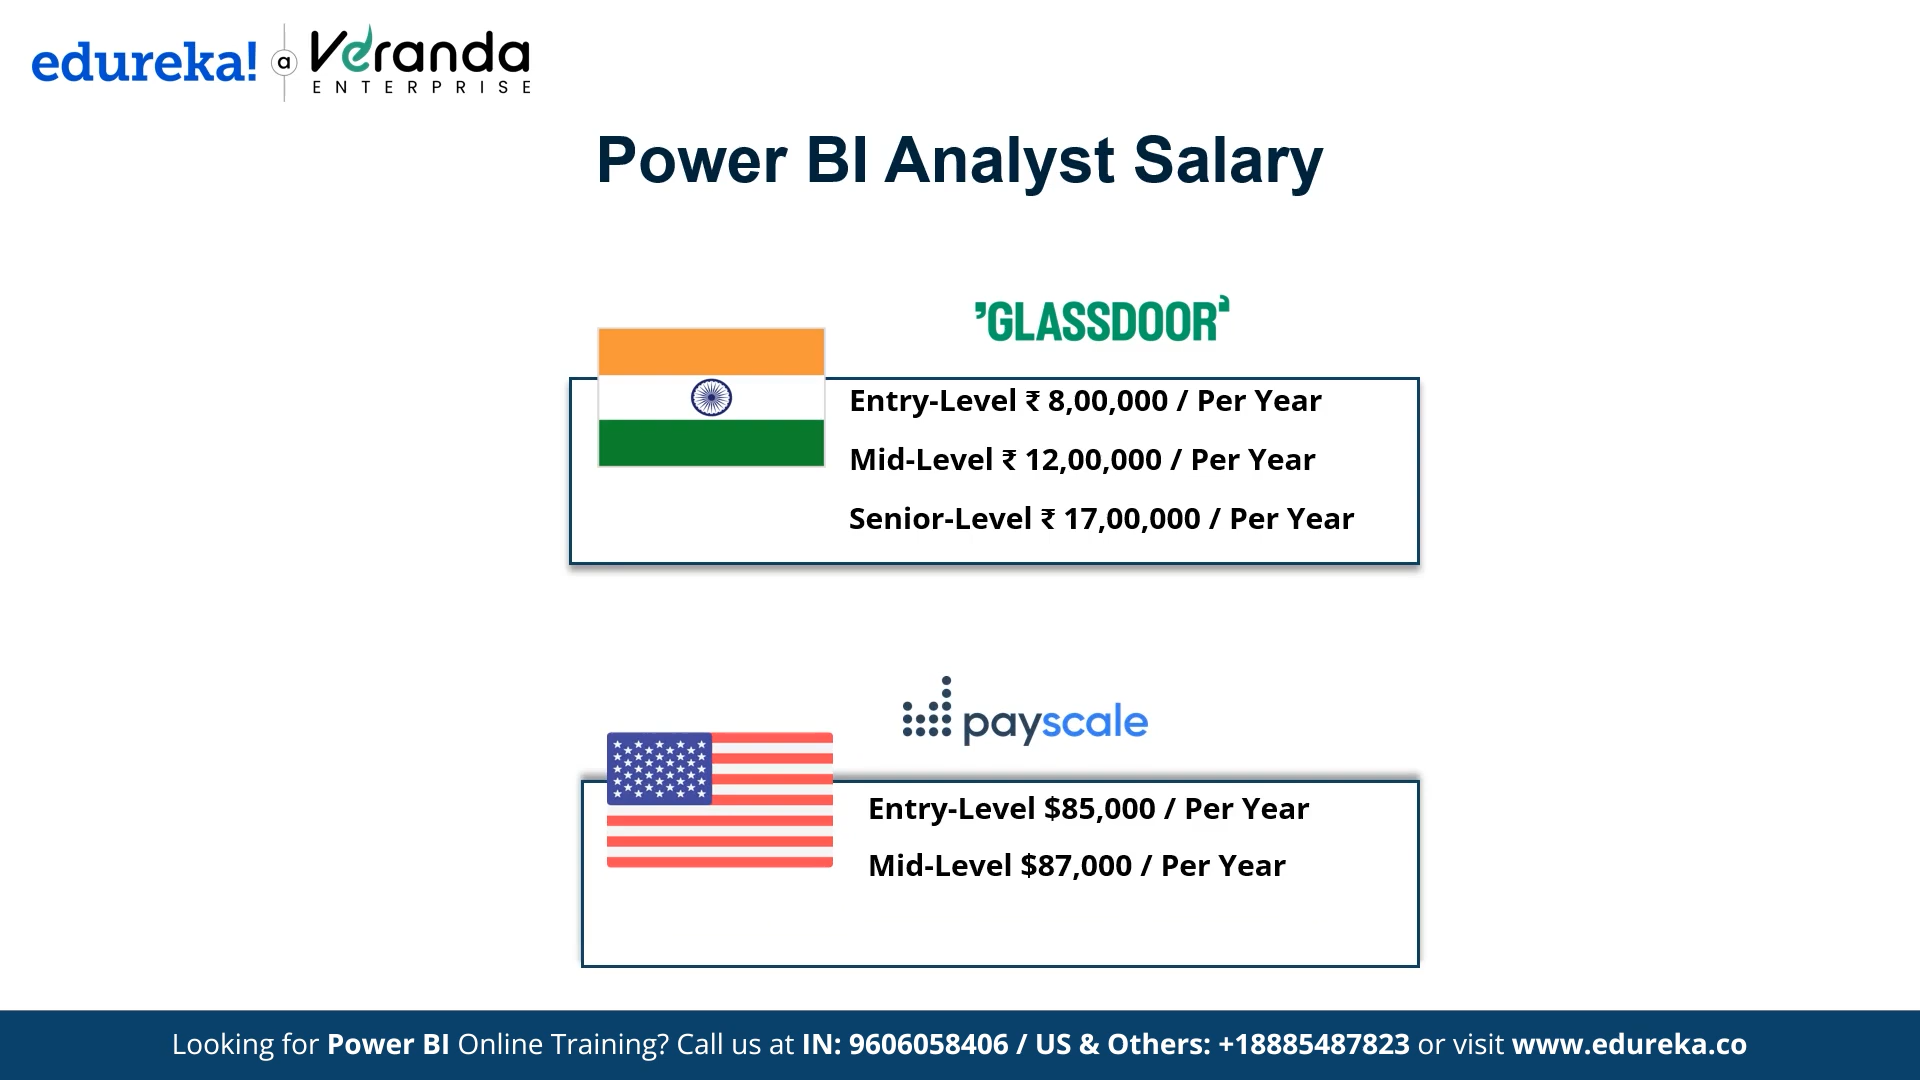 edureka! a Veranda
ENTERPRISE
Power BI Analyst Salary
GLASSDOOR
Entry-Level ₹ 8,00,000 / Per Year
Mid-Level ₹ 12,00,000 / Per Year
Senior-Level ₹ 17,00,000 / Per Year
payscale
Entry-Level $85,000 / Per Year
Mid-Level $87,000 / Per Year
Looking for Power BI Online Training? Call us at IN: 9606058406 / US & Others: +18885487823 or visit www.edureka.co